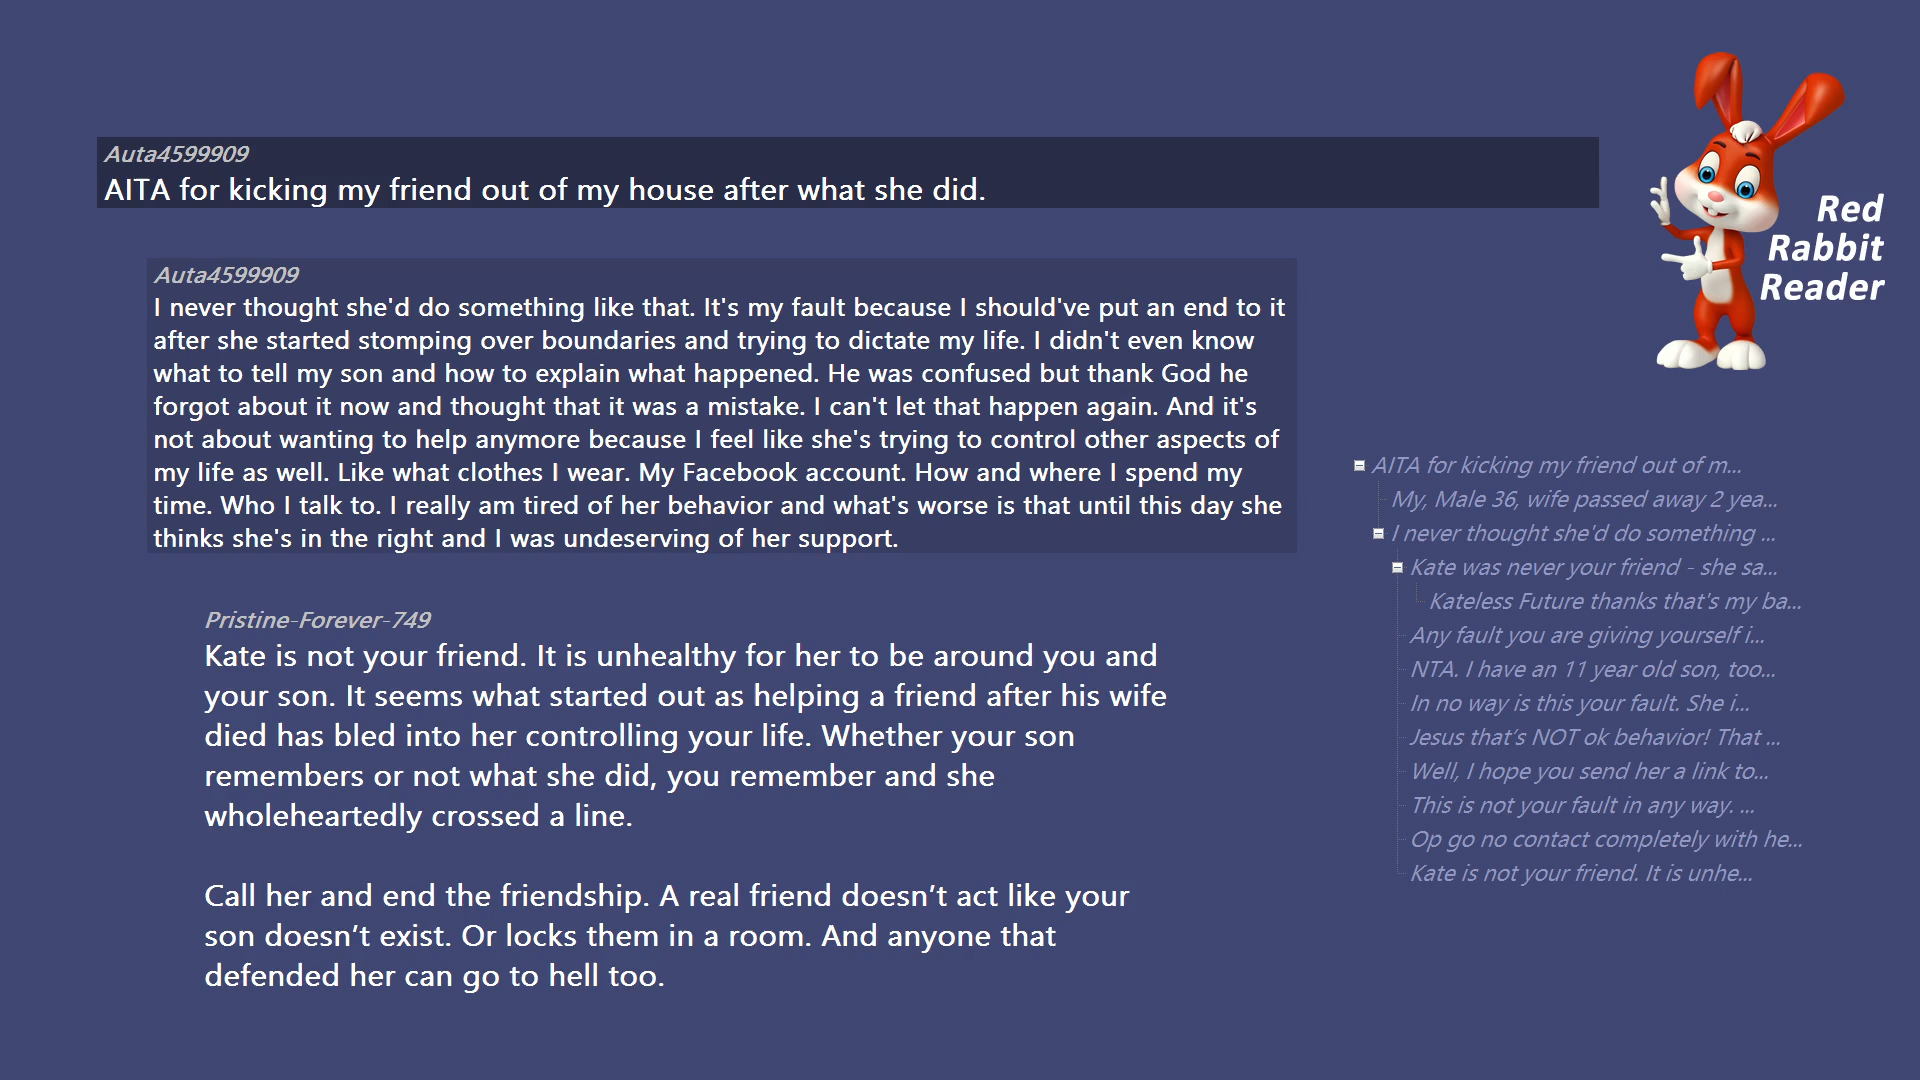 Auta4599909
AITA for kicking my friend out of my house after what she did.
Auta4599909
I never thought she'd do something like that. It's my fault because I should've put an end to it
after she started stomping over boundaries and trying to dictate my life. I didn't even know
what to tell my son and how to explain what happened. He was confused but thank God he
forgot about it now and thought that it was a mistake. I can't let that happen again. And it's
not about wanting to help anymore because I feel like she's trying to control other aspects of
my life as well. Like what clothes I wear. My Facebook account. How and where I spend my
time. Who I talk to. I really am tired of her behavior and what's worse is that until this day she
thinks she's in the right and I was undeserving of her support.
Pristine-Forever-749
Kate is not your friend. It is unhealthy for her to be around you and
your son. It seems what started out as helping a friend after his wife
died has bled into her controlling your life. Whether your son
remembers or not what she did, you remember and she
wholeheartedly crossed a line.
Call her and end the friendship. A real friend doesn’t act like your
son doesn’t exist. Or locks them in a room. And anyone that
defended her can go to hell too.
Red
Rabbit
Reader
AITA for kicking my friend out of m...
My, Male 36, wife passed away 2 yea...
I never thought she'd do something ...
Kate was never your friend - she sa...
Kateless Future thanks that's my ba...
Any fault you are giving yourself i...
NTA. I have an 11 year old son, too...
In no way is this your fault. She i...
Jesus that’s NOT ok behavior! That ...
Well, I hope you send her a link to...
This is not your fault in any way. ...
Op go no contact completely with he...
Kate is not your friend. It is unhe...